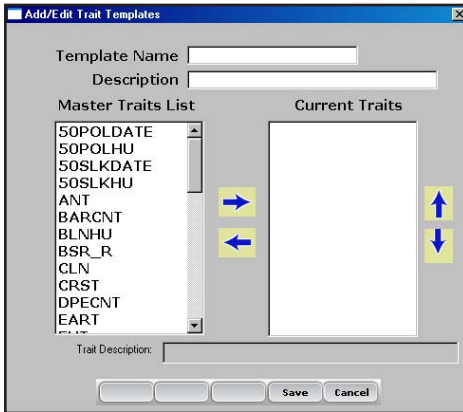 Add/Edit Trait Templates
Template Name
Description
Master Traits List
Current Traits
50POLDATE
50POLHU
50SLKDATE
50SLKHU
ANT
BARCNT
BLNHU
BSR_R
CLN
CRST
DPECNT
EART
Trait Description:
Save
Cancel